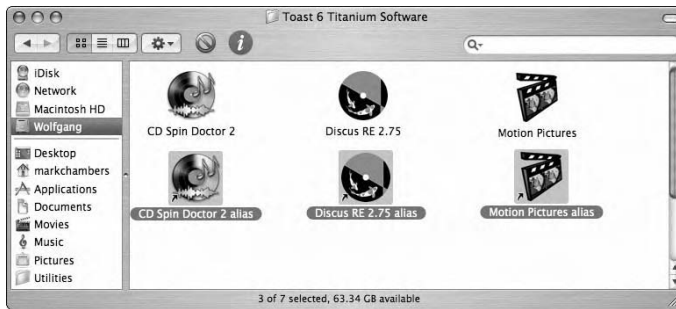 Toast 6 Titanium Software
iDisk
Network
Macintosh HD
Wolfgang
Desktop
markchambers
Applications
Documents
Movies
Music
Pictures
Utilities
CD Spin Doctor 2
Discus RE 2.75
Motion Pictures
CD Spin Doctor 2 alias
Discus RE 2.75 alias
Motion Pictures alias
3 of 7 selected, 63.34 GB available